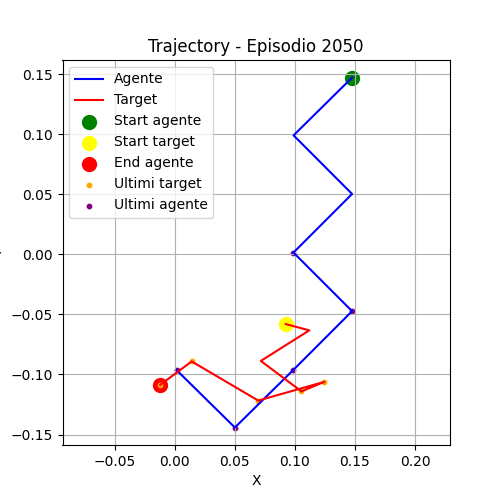 Trajectory - Episodio 2050
Agente
Target
Start agente
Start target
End agente
Ultimi target
Ultimi agente
0.15
0.10
0.05
0.00
−0.05
−0.10
−0.15
−0.05
0.00
0.05
0.10
0.15
0.20
X